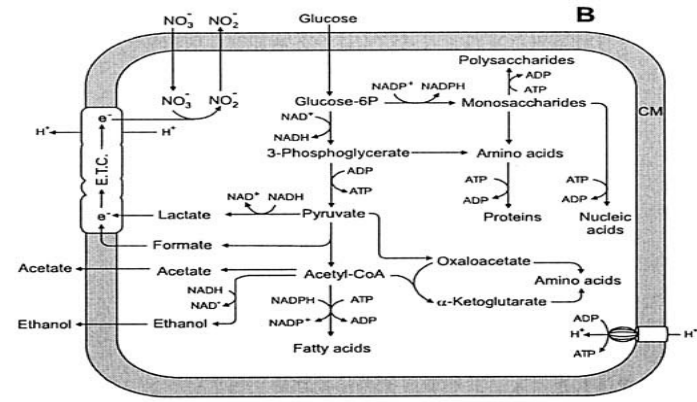 NO₃⁻ NO₂⁻ Glucose B
Polysaccharides
ADP
ATP
NADP⁺ NADPH
NO₃⁻ NO₂⁻ Glucose-6P Monosaccharides
CM
e⁻
NAD⁺
NADH
H⁺ H⁺
3-Phosphoglycerate Amino acids
E.T.C.
ADP
ATP
ATP
ADP
ATP
ADP
NAD⁺ NADH
e⁻ Lactate Pyruvate Proteins Nucleic
acids
Formate
Oxaloacetate
Acetate Acetate Acetyl-CoA Amino acids
NADH
NAD⁺
NADPH ATP
α-Ketoglutarate
NADP⁺ ADP
Ethanol Ethanol
ADP
H⁺ H⁺
ATP
Fatty acids